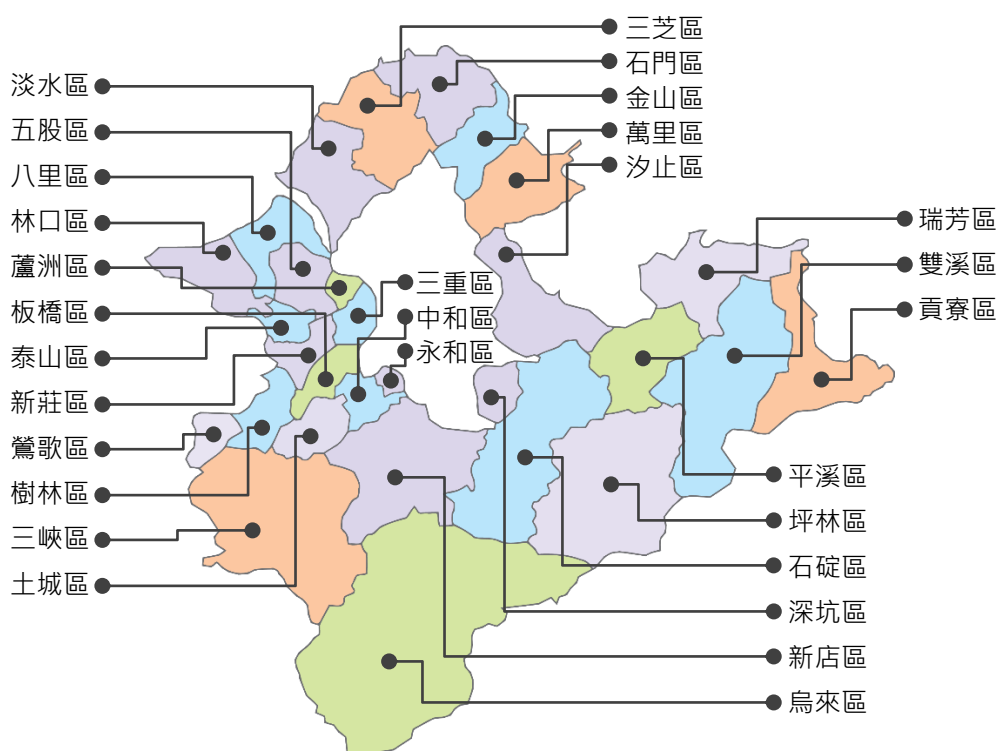 三芝區
石門區
金山區
萬里區
汐止區
淡水區
五股區
八里區
林口區
蘆洲區
板橋區
泰山區
新莊區
鶯歌區
樹林區
三峽區
土城區
三重區
中和區
永和區
瑞芳區
雙溪區
貢寮區
平溪區
坪林區
石碇區
深坑區
新店區
烏來區